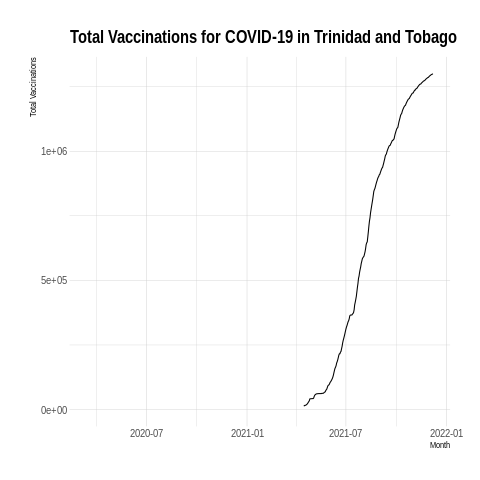 Total Vaccinations for COVID-19 in Trinidad and Tobago
Total Vaccinations
1e+06
5e+05
0e+00
2020-07 2021-01 2021-07 2022-01
Month